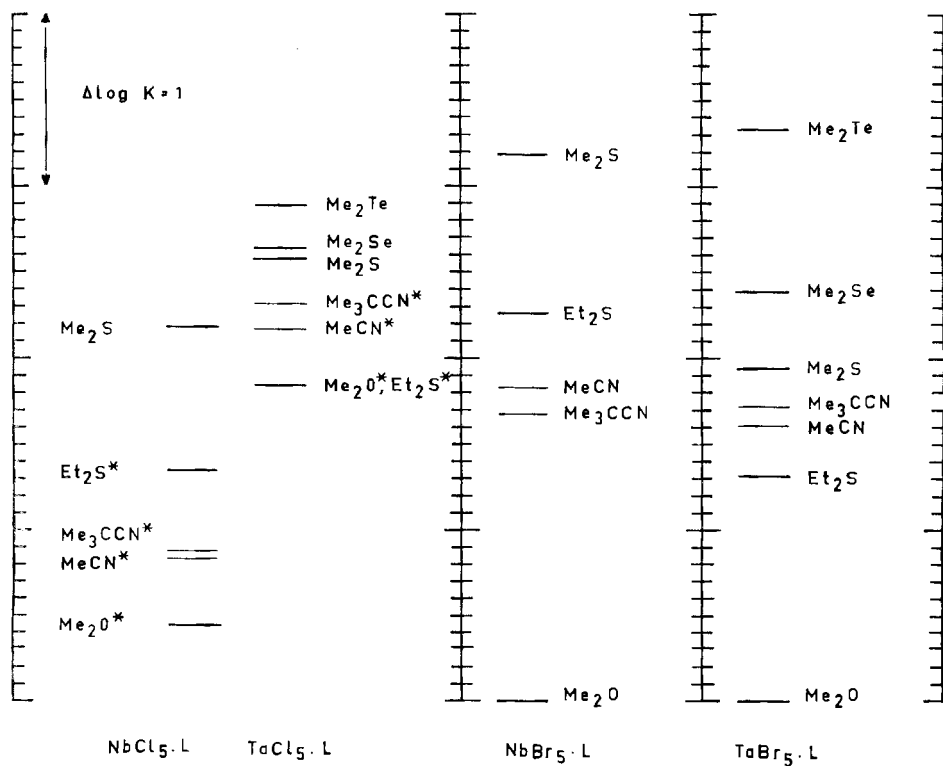 Δlog K=1
Me₂S
Et₂S*
Me₃CCN*
MeCN*
Me₂O*
NbCl₅.L
Me₂Te
Me₂Se
Me₂S
Me₃CCN*
MeCN*
Me₂O*,Et₂S*
TaCl₅.L
Me₂S
Et₂S
MeCN
Me₃CCN
Me₂O
NbBr₅.L
Me₂Te
Me₂Se
Me₂S
Me₃CCN
MeCN
Et₂S
Me₂O
TaBr₅.L